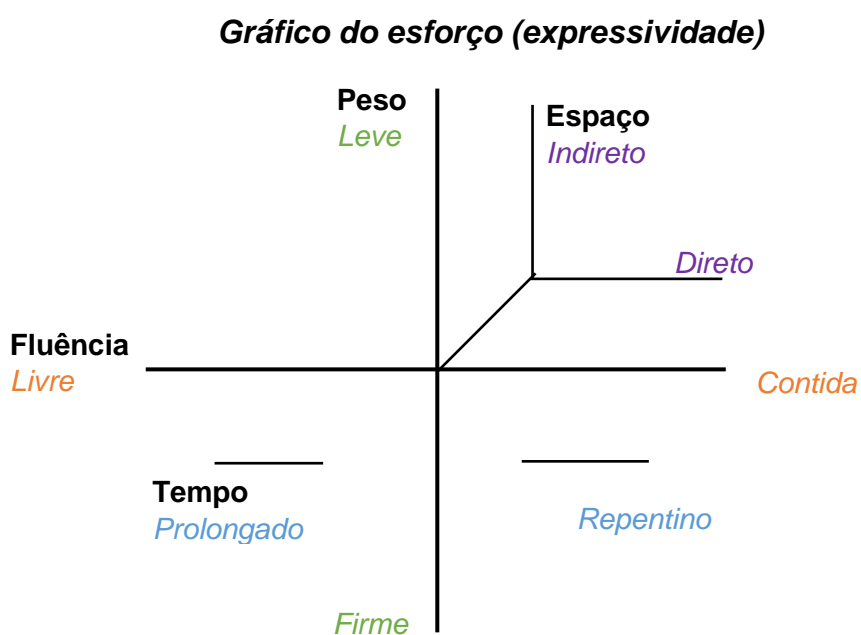 Gráfico do esforço (expressividade)
Peso
Leve
Espaço
Indireto
Direto
Fluência
Livre
Contida
Tempo
Prolongado
Repentino
Firme